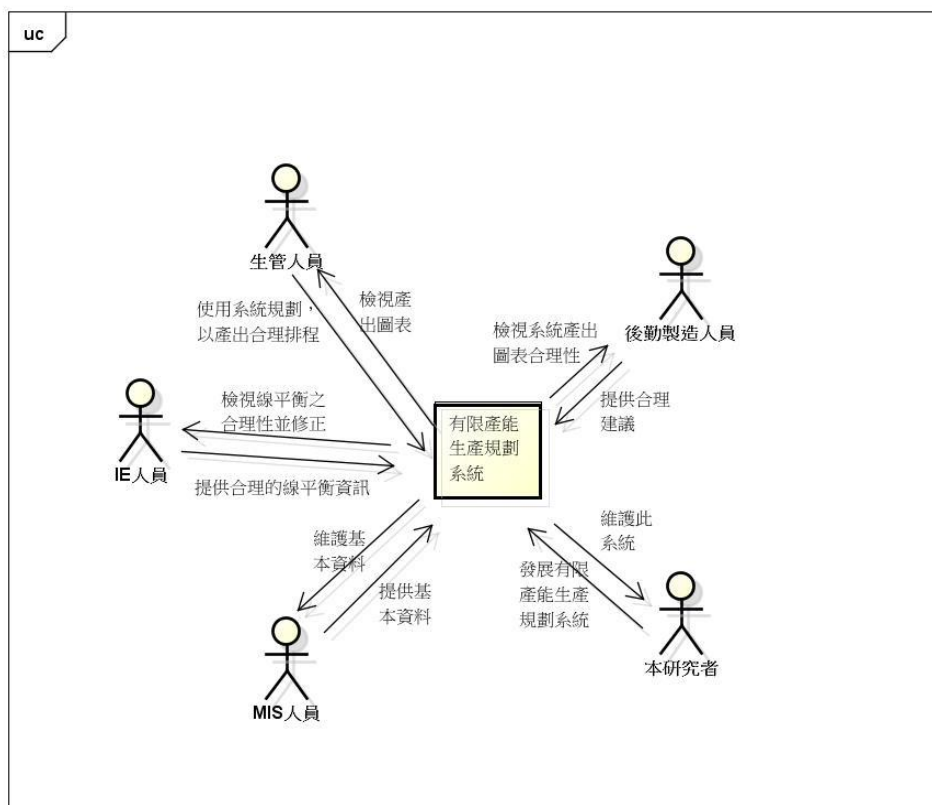 uc
生管人員
使用系統規劃，
以產出合理排程
檢視產
出圖表
檢視系統產出
圖表合理性
後勤製造人員
提供合理
建議
檢視線平衡之
合理性並修正
IE人員
提供合理的線平衡資訊
有限產能
生產規劃
系統
維護基
本資料
提供基
本資料
MIS人員
維護此
系統
發展有限
產能生產
規劃系統
本研究者